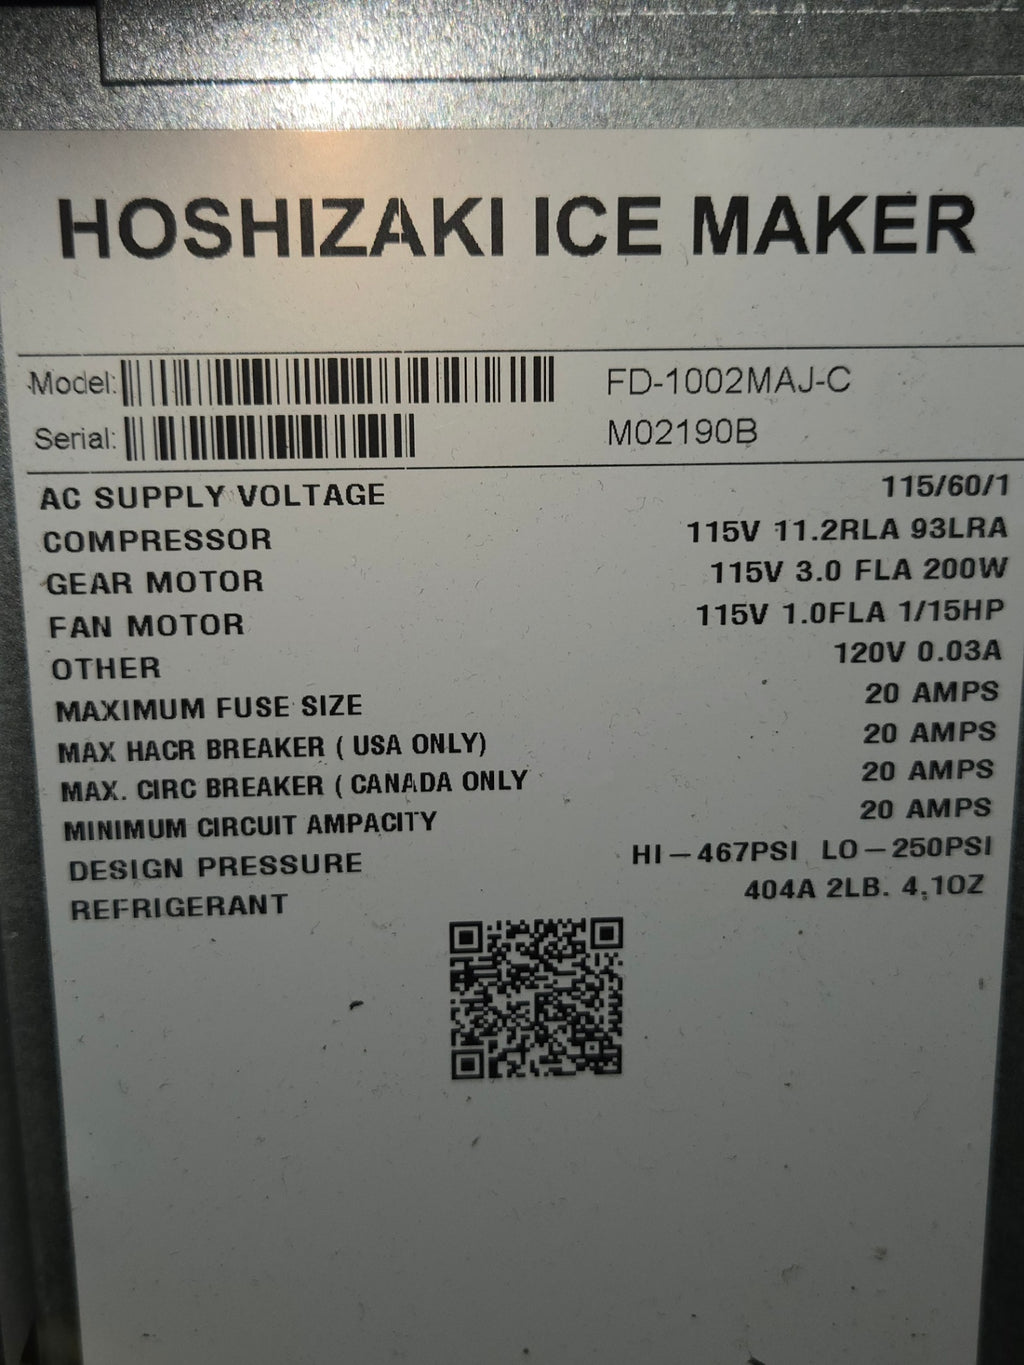 HOSHIZAKI ICE MAKER
Model: FD-1002MAJ-C
Serial: M02190B
AC SUPPLY VOLTAGE 115/60/1
COMPRESSOR 115V 11.2RLA 93LRA
GEAR MOTOR 115V 3.0 FLA 200W
FAN MOTOR 115V 1.0FLA 1/15HP
OTHER 120V 0.03A
MAXIMUM FUSE SIZE 20 AMPS
MAX HACR BREAKER ( USA ONLY) 20 AMPS
MAX. CIRC BREAKER ( CANADA ONLY 20 AMPS
MINIMUM CIRCUIT AMPACITY 20 AMPS
DESIGN PRESSURE HI-467PSI LO-250PSI
REFRIGERANT 404A 2LB. 4.1OZ